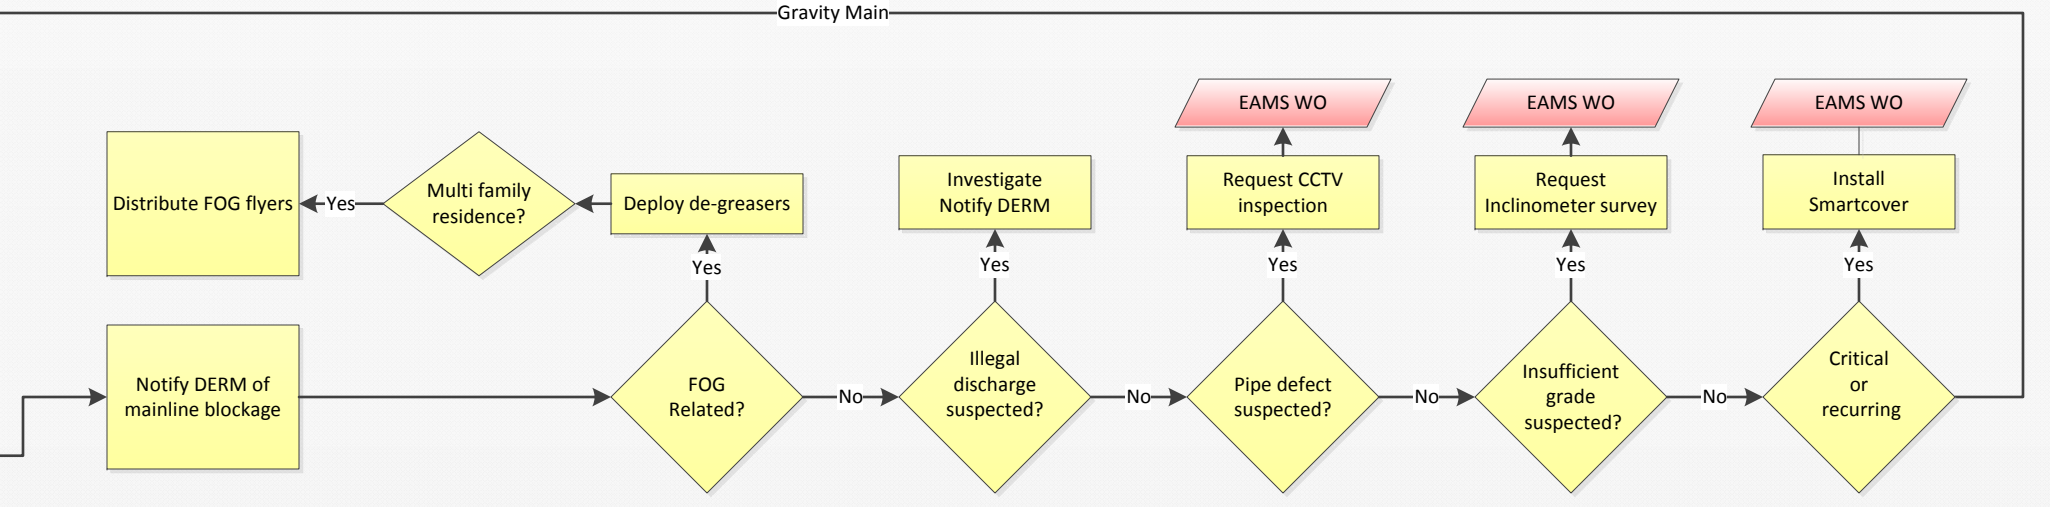 Gravity Main
EAMS WO
EAMS WO
EAMS WO
Distribute FOG flyers
Yes
Multi family
residence?
Deploy de-greasers
Investigate
Notify DERM
Request CCTV
inspection
Request
Inclinometer survey
Install
Smartcover
Yes
Yes
Yes
Yes
Yes
Notify DERM of
mainline blockage
FOG
Related?
No
Illegal
discharge
suspected?
No
Pipe defect
suspected?
No
Insufficient
grade
suspected?
No
Critical
or
recurring